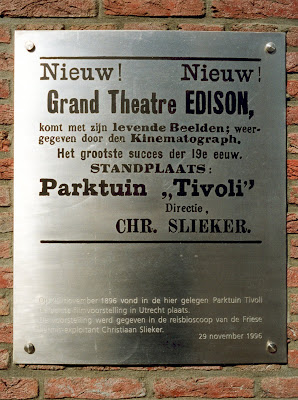 Nieuw! Nieuw!
Grand Theatre EDISON,
komt met zijn levende Beelden; weer-
gegeven door den Kinematograph.
Het grootste succes der 19e eeuw.
STANDPLAATS:
Parktuin „Tivoli”
Directie,
CHR. SLIEKER.
november 1896 vond in de hier gelegen Parktuin Tivoli
filmvoorstelling in Utrecht plaats.
voorstelling werd gegeven in de reisbioscoop van de Friese
exploitant Christiaan Slieker.
29 november 1996